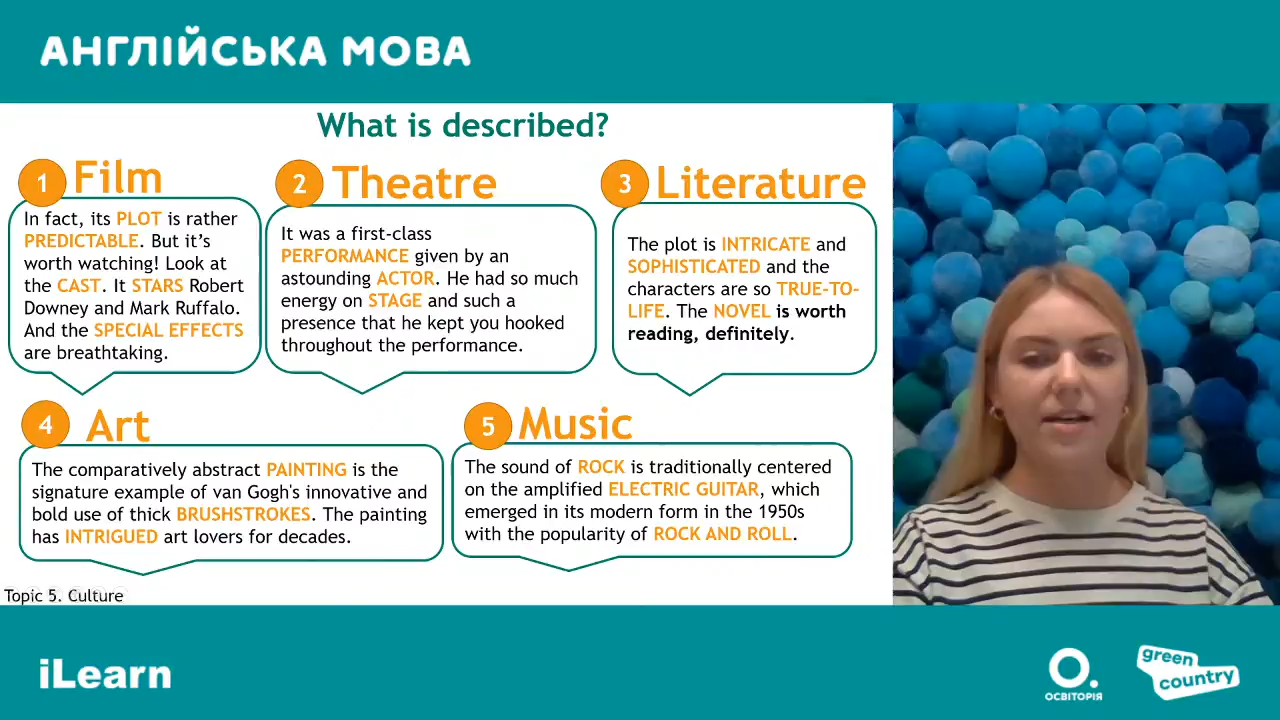 АНГЛІЙСЬКА МОВА
What is described?
1 Film
In fact, its PLOT is rather
PREDICTABLE. But it's
worth watching! Look at
the CAST. It STARS Robert
Downey and Mark Ruffalo.
And the SPECIAL EFFECTS
are breathtaking.
2 Theatre
It was a first-class
PERFORMANCE given by an
astounding ACTOR. He had so much
energy on STAGE and such a
presence that he kept you hooked
throughout the performance.
3 Literature
The plot is INTRICATE and
SOPHISTICATED and the
characters are so TRUE-TO-
LIFE. The NOVEL is worth
reading, definitely.
4 Art
The comparatively abstract PAINTING is the
signature example of van Gogh's innovative and
bold use of thick BRUSHSTROKES. The painting
has INTRIGUED art lovers for decades.
5 Music
The sound of ROCK is traditionally centered
on the amplified ELECTRIC GUITAR, which
emerged in its modern form in the 1950s
with the popularity of ROCK AND ROLL.
Topic 5. Culture
iLearn
О.
ОСВІТОРІЯ
green
country